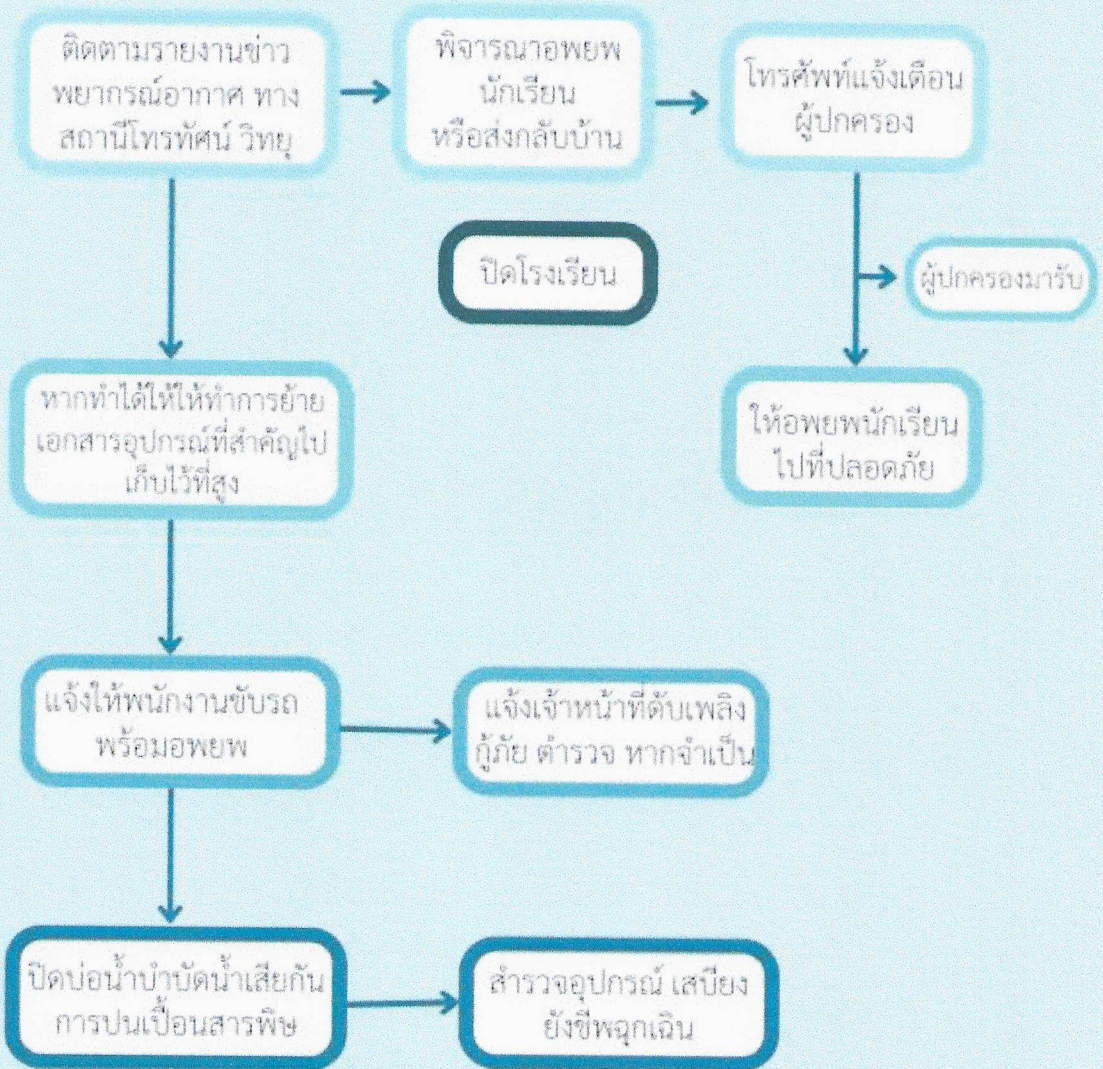 ติดตามรายงานข่าว
พยากรณ์อากาศ ทาง
สถานีโทรทัศน์ วิทยุ
พิจารณาอพยพ
นักเรียน
หรือส่งกลับบ้าน
โทรศัพท์แจ้งเตือน
ผู้ปกครอง
ปิดโรงเรียน
ผู้ปกครองมารับ
หากทำได้ให้ให้ทำการย้าย
เอกสารอุปกรณ์ที่สำคัญไป
เก็บไว้ที่สูง
ให้อพยพนักเรียน
ไปที่ปลอดภัย
แจ้งให้พนักงานขับรถ
พร้อมอพยพ
แจ้งเจ้าหน้าที่ดับเพลิง
กู้ภัย ตำรวจ หากจำเป็น
ปิดบ่อน้ำบำบัดน้ำเสียกัน
การปนเปื้อนสารพิษ
สำรวจอุปกรณ์ เสบียง
ยังชีพฉุกเฉิน